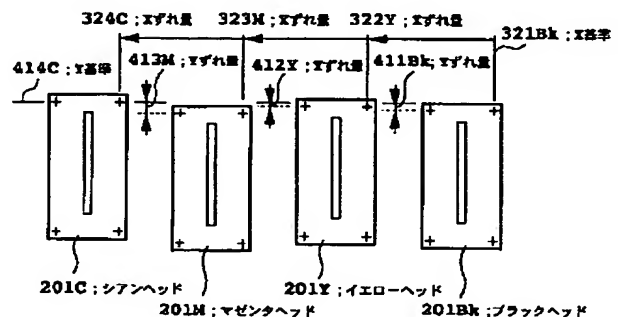 324C;Xずれ量 323M;Xずれ量 322Y;Xずれ量
321Bk;X基準
414C;Y基準 413M;Yずれ量 412Y;Yずれ量 411Bk;Yずれ量
201C;シアンヘッド 201Y;イエローヘッド
201M;マゼンタヘッド 201Bk;ブラックヘッド